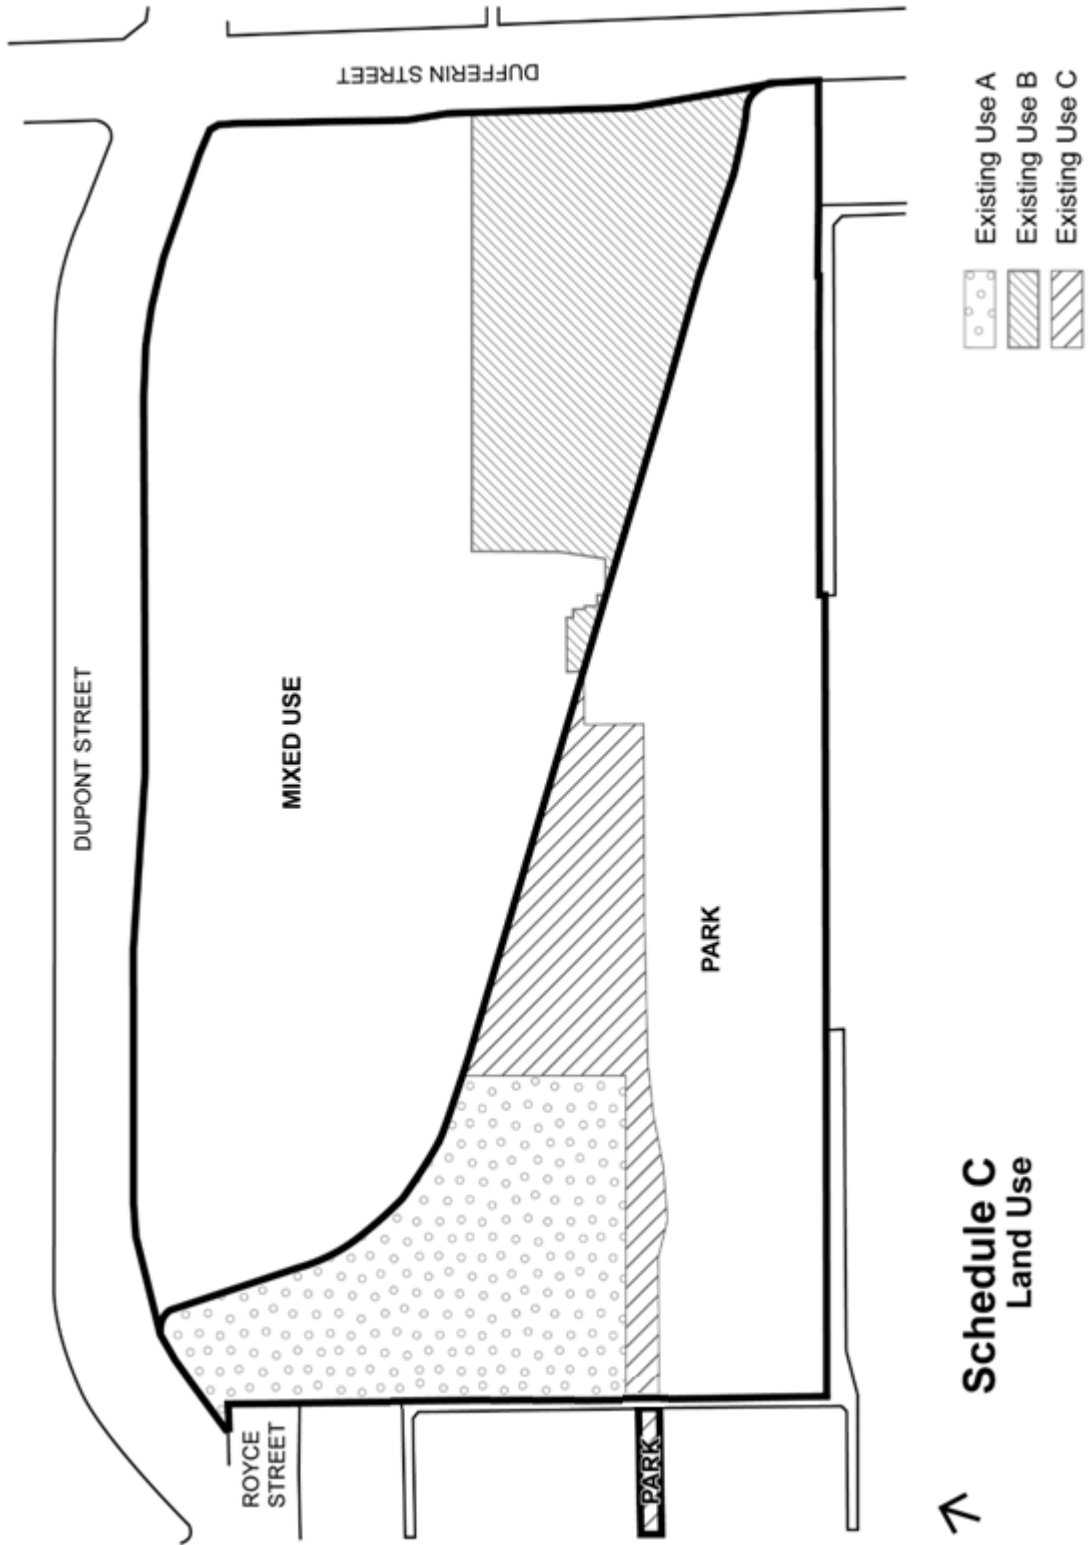 DUPONT STREET
DUFFERIN STREET
MIXED USE
ROYCE
STREET
PARK
PARK
Existing Use A
Existing Use B
Existing Use C
Schedule C
Land Use